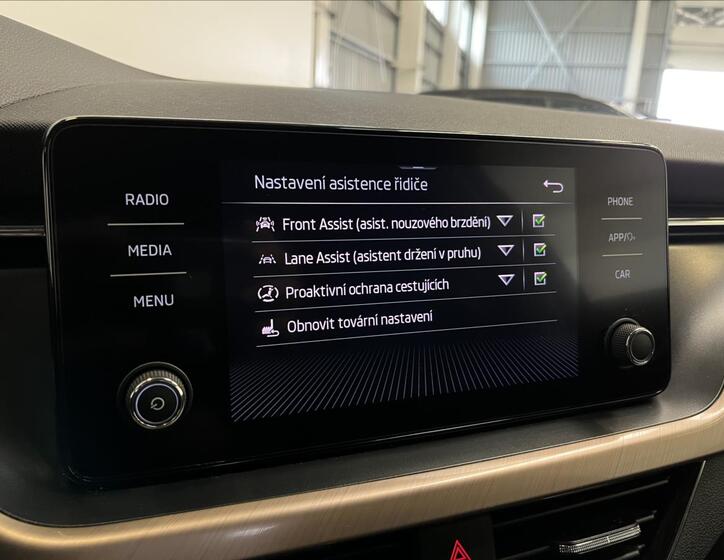 RADIO
MEDIA
MENU
Nastavení asistence řidiče
Front Assist (asist. nouzového brzdění)
Lane Assist (asistent držení v pruhu)
Proaktivní ochrana cestujících
Obnovit tovární nastavení
PHONE
APP/
CAR